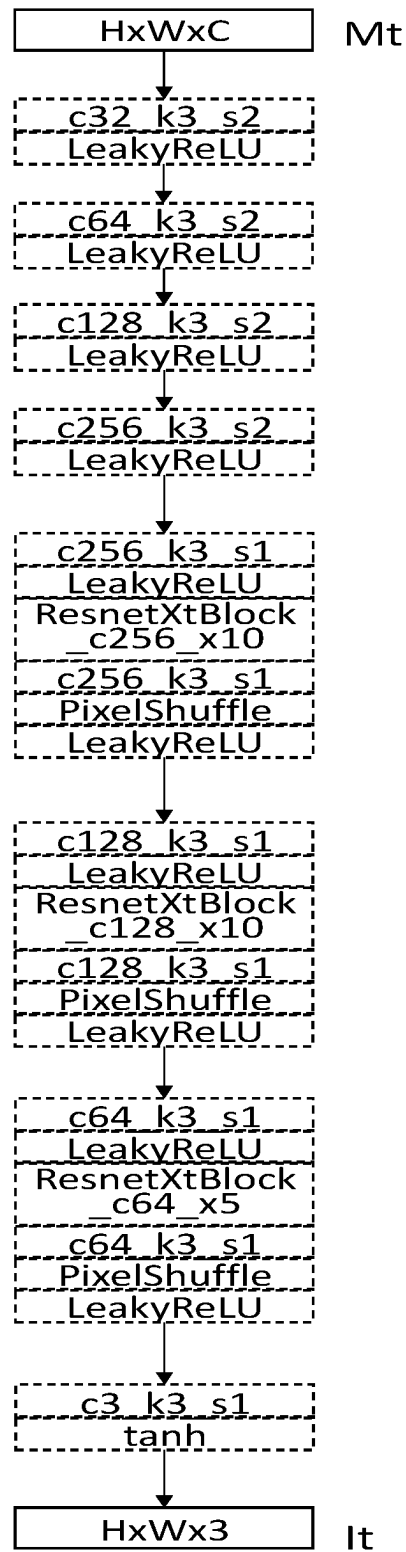 HxWxC Mt
c32_k3_s2
LeakyReLU
c64_k3_s2
LeakyReLU
c128_k3_s2
LeakyReLU
c256_k3_s2
LeakyReLU
c256_k3_s1
LeakyReLU
ResnetXtBlock
_c256_x10
c256_k3_s1
PixelShuffle
LeakyReLU
c128_k3_s1
LeakyReLU
ResnetXtBlock
_c128_x10
c128_k3_s1
PixelShuffle
LeakyReLU
c64_k3_s1
LeakyReLU
ResnetXtBlock
_c64_x5
c64_k3_s1
PixelShuffle
LeakyReLU
c3_k3_s1
tanh
HxWx3 It